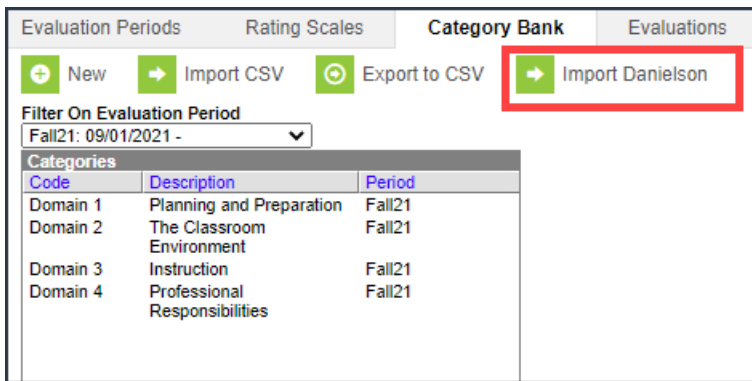 Evaluation Periods Rating Scales Category Bank Evaluations
New Import CSV Export to CSV Import Danielson
Filter On Evaluation Period
Fall21: 09/01/2021 -
Categories
Code Description Period
Domain 1 Planning and Preparation Fall21
Domain 2 The Classroom Fall21
Environment
Domain 3 Instruction Fall21
Domain 4 Professional Fall21
Responsibilities